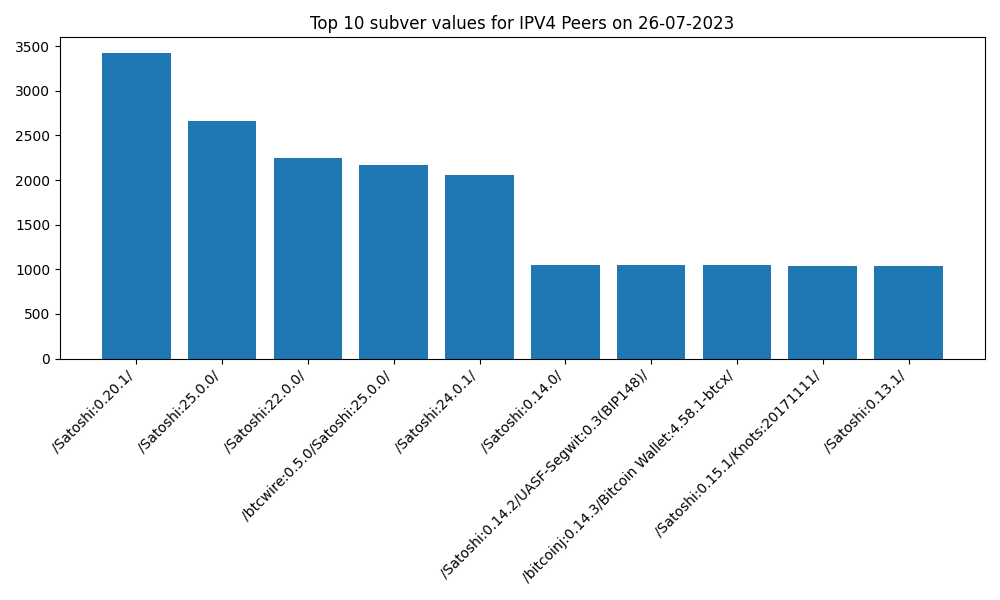 Top 10 subver values for IPV4 Peers on 26-07-2023
3500
3000
2500
2000
1500
1000
500
0
/Satoshi:0.20.1/
/Satoshi:25.0.0/
/Satoshi:22.0.0/
/btcwire:0.5.0/Satoshi:25.0.0/
/Satoshi:24.0.1/
/Satoshi:0.14.0/
/Satoshi:0.14.2/UASF-Segwit:0.3(BIP148)/
/bitcoinj:0.14.3/Bitcoin Wallet:4.58.1-btcx/
/Satoshi:0.15.1/Knots:20171111/
/Satoshi:0.13.1/